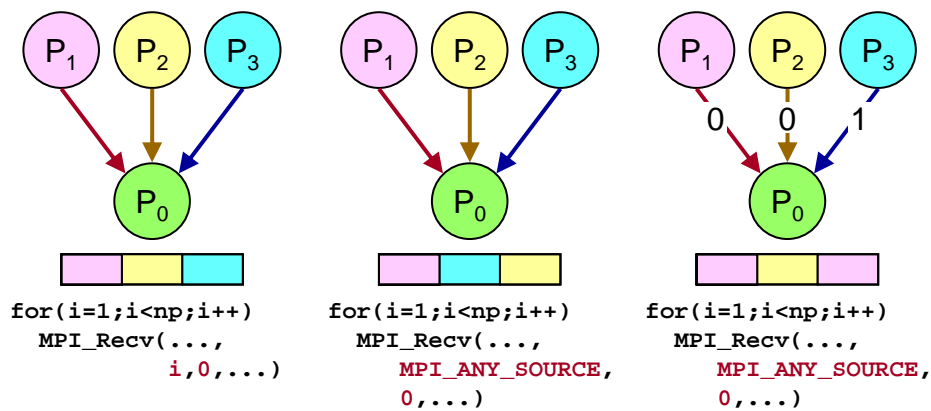 P1 P2 P3
P0
for(i=1;i<np;i++)
MPI_Recv(...,
i,0,...)
P1 P2 P3
P0
for(i=1;i<np;i++)
MPI_Recv(...,
MPI_ANY_SOURCE,
0,...)
P1 P2 P3
0 0 1
P0
for(i=1;i<np;i++)
MPI_Recv(...,
MPI_ANY_SOURCE,
0,...)